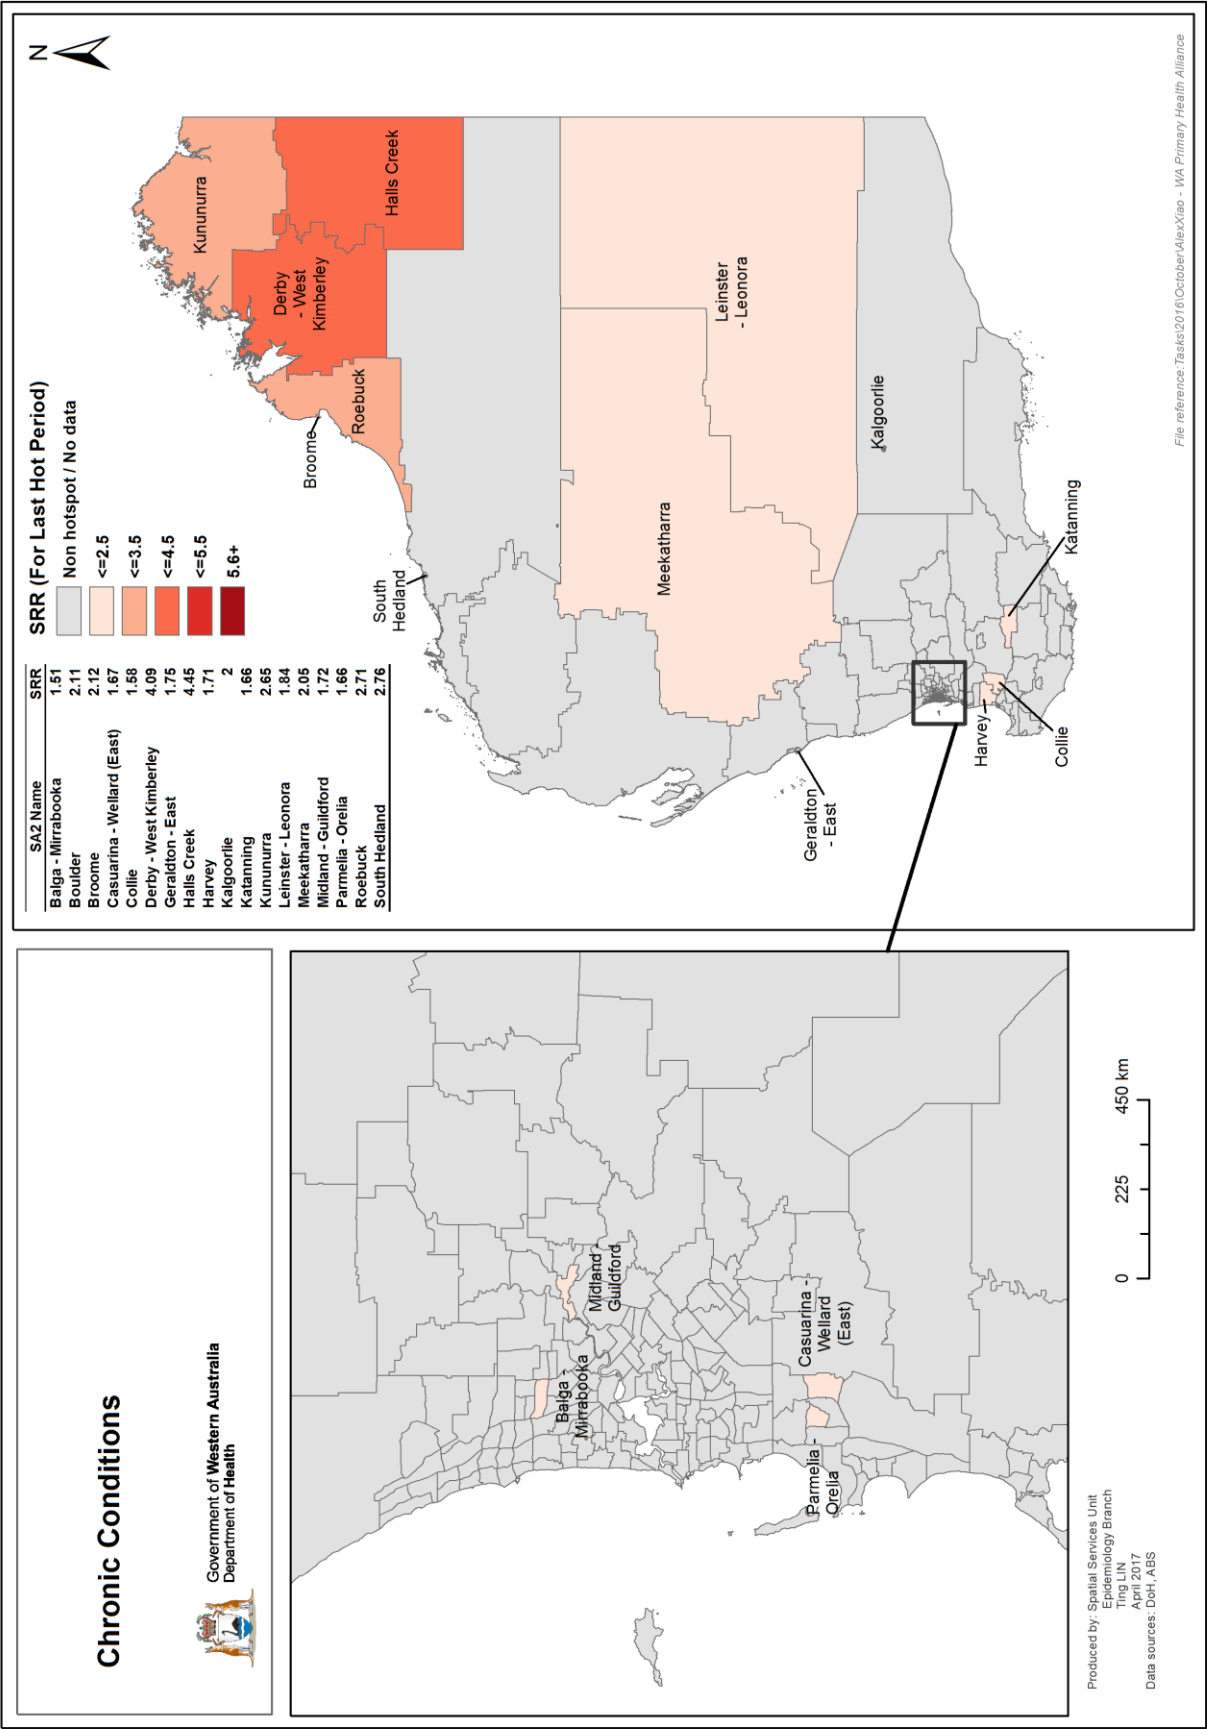 Chronic Conditions
Government of Western Australia
Department of Health
SA2 Name SRR
Balga - Mirrabooka 1.51
Boulder 2.11
Broome 2.12
Casuarina - Wellard (East) 1.67
Collie 1.58
Derby - West Kimberley 4.09
Geraldton - East 1.75
Halls Creek 4.45
Harvey 1.71
Kalgoorlie 2
Katanning 1.66
Kununurra 2.65
Leinster - Leonora 1.84
Meekatharra 2.05
Midland - Guildford 1.72
Parmelia - Orelia 1.66
Roebuck 2.71
South Hedland 2.76
SRR (For Last Hot Period)
Non hotspot / No data
<=2.5
<=3.5
<=4.5
<=5.5
5.6+
N
Kununurra
Halls Creek
Derby
- West
Kimberley
Roebuck
Broome
South
Hedland
Meekatharra
Leinster
- Leonora
Kalgoorlie
Geraldton
- East
Harvey
Collie
Katanning
Balga -
Mirrabooka
Midland -
Guildford
Parmelia -
Orelia
Casuarina -
Wellard
(East)
0 225 450 km
Produced by: Spatial Services Unit
Epidemiology Branch
Ting LIN
April 2017
Data sources: DoH, ABS
File reference:Tasks\2016\October\AlexXiao - WA Primary Health Alliance